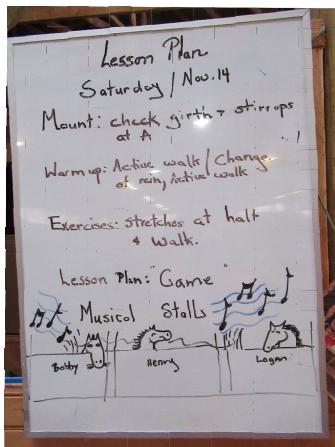 Lesson Plan
Saturday / Nov. 14
Mount: check girth + stirrups
at A
Warm up: Active walk / Change
of rein, Active walk
Exercises: stretches at halt
& walk.
Lesson Plan: "Game"
Musical Stalls
Bobby Henry Logan